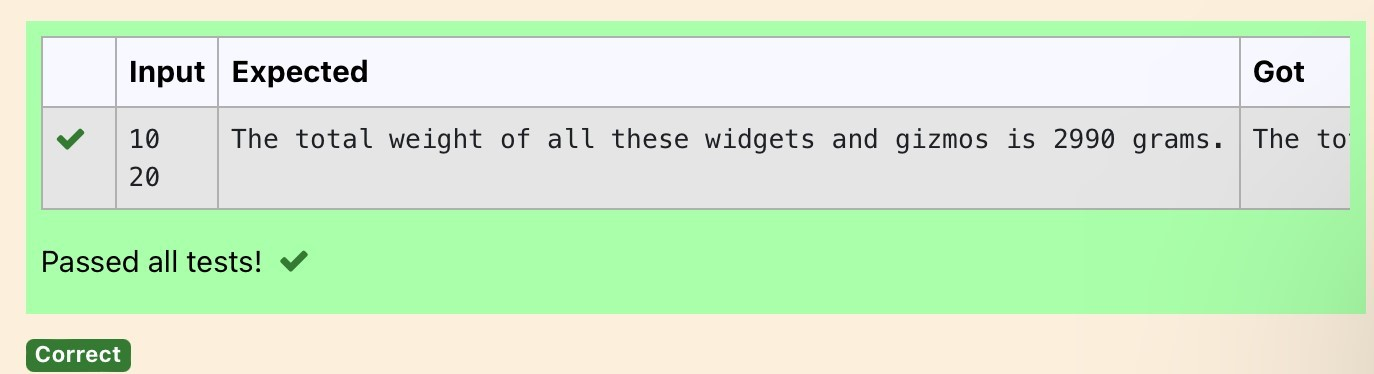 Input Expected Got
10 The total weight of all these widgets and gizmos is 2990 grams. The
20
Passed all tests!
Correct